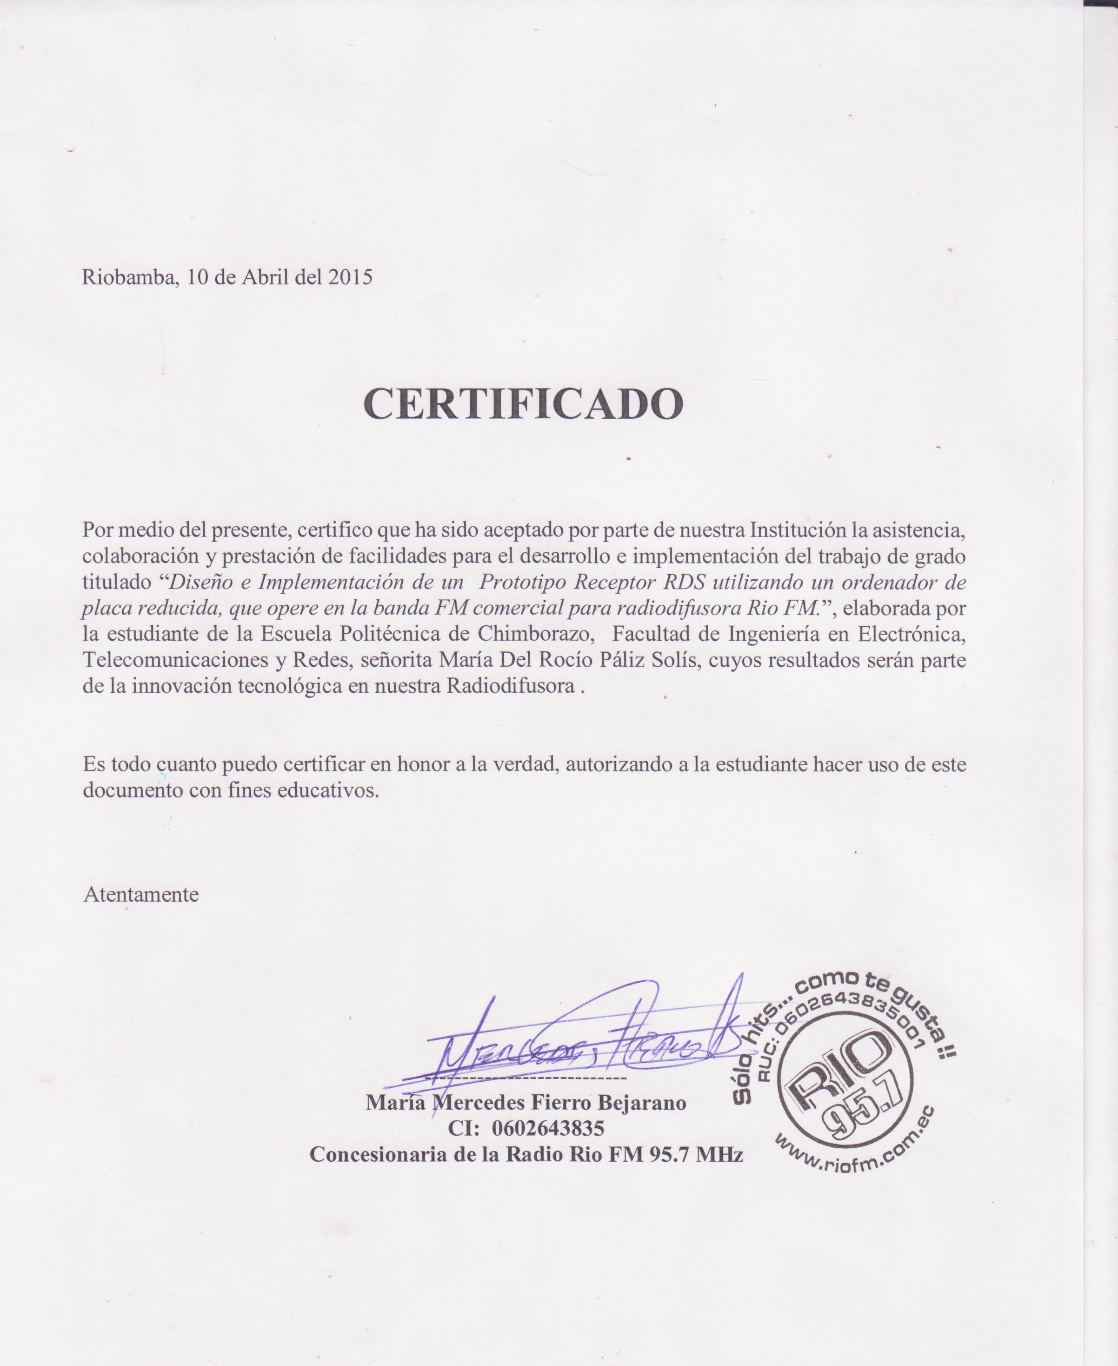 Riobamba, 10 de Abril del 2015
CERTIFICADO
Por medio del presente, certifico que ha sido aceptado por parte de nuestra Institución la asistencia,
colaboración y prestación de facilidades para el desarrollo e implementación del trabajo de grado
titulado “Diseño e Implementación de un Prototipo Receptor RDS utilizando un ordenador de
placa reducida, que opere en la banda FM comercial para radiodifusora Rio FM.”, elaborada por
la estudiante de la Escuela Politécnica de Chimborazo, Facultad de Ingeniería en Electrónica,
Telecomunicaciones y Redes, señorita María Del Rocío Páliz Solís, cuyos resultados serán parte
de la innovación tecnológica en nuestra Radiodifusora .
Es todo cuanto puedo certificar en honor a la verdad, autorizando a la estudiante hacer uso de este
documento con fines educativos.
Atentamente
Mercedes Fierro B
María Mercedes Fierro Bejarano
CI: 0602643835
Concesionaria de la Radio Rio FM 95.7 MHz
Sólo hits... como te gusta !!
RUC: 0602643835001
RIO
95.7
www.riofm.com.ec